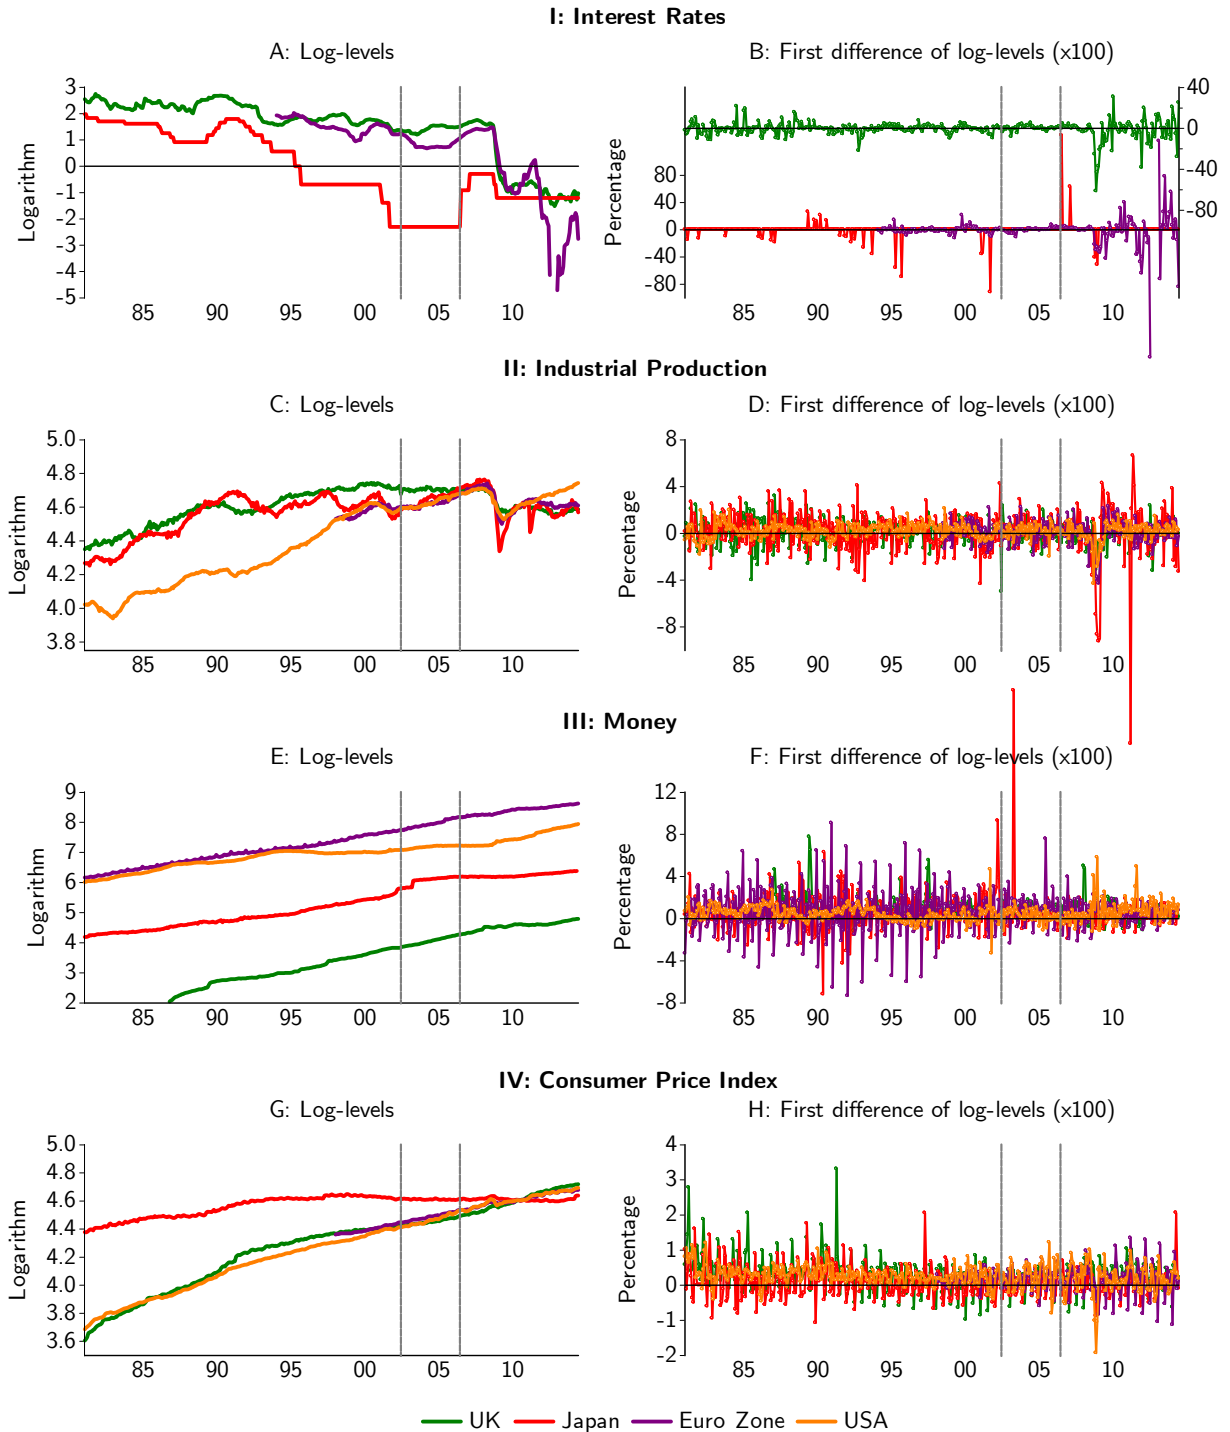 I: Interest Rates
A: Log-levels
B: First difference of log-levels (x100)
Logarithm
3
2
1
0
-1
-2
-3
-4
-5
85 90 95 00 05 10
Percentage
80
40
0
-40
-80
40
0
-40
-80
85 90 95 00 05 10
II: Industrial Production
C: Log-levels
D: First difference of log-levels (x100)
Logarithm
5.0
4.8
4.6
4.4
4.2
4.0
3.8
85 90 95 00 05 10
Percentage
8
4
0
-4
-8
85 90 95 00 05 10
III: Money
E: Log-levels
F: First difference of log-levels (x100)
Logarithm
9
8
7
6
5
4
3
2
85 90 95 00 05 10
Percentage
12
8
4
0
-4
-8
85 90 95 00 05 10
IV: Consumer Price Index
G: Log-levels
H: First difference of log-levels (x100)
Logarithm
5.0
4.8
4.6
4.4
4.2
4.0
3.8
3.6
85 90 95 00 05 10
Percentage
4
3
2
1
0
-1
-2
85 90 95 00 05 10
UK Japan Euro Zone USA